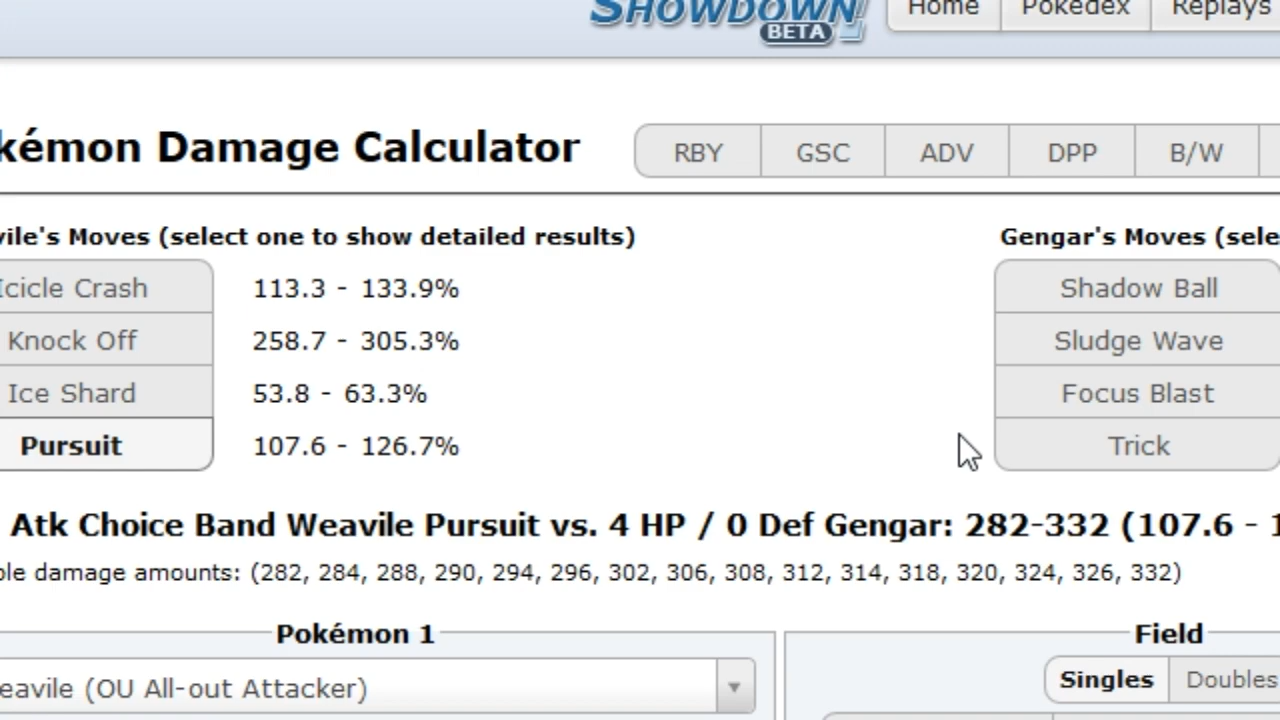 SHOWDOWN
BETA
Home Pokédex Replays
kémon Damage Calculator
RBY GSC ADV DPP B/W
vile's Moves (select one to show detailed results)
Gengar's Moves (sele
Icicle Crash 113.3 - 133.9% Shadow Ball
Knock Off 258.7 - 305.3% Sludge Wave
Ice Shard 53.8 - 63.3% Focus Blast
Pursuit 107.6 - 126.7% Trick
Atk Choice Band Weavile Pursuit vs. 4 HP / 0 Def Gengar: 282-332 (107.6 - 1
ble damage amounts: (282, 284, 288, 290, 294, 296, 302, 306, 308, 312, 314, 318, 320, 324, 326, 332)
Pokémon 1 Field
eavile (OU All-out Attacker)
Singles Doubles